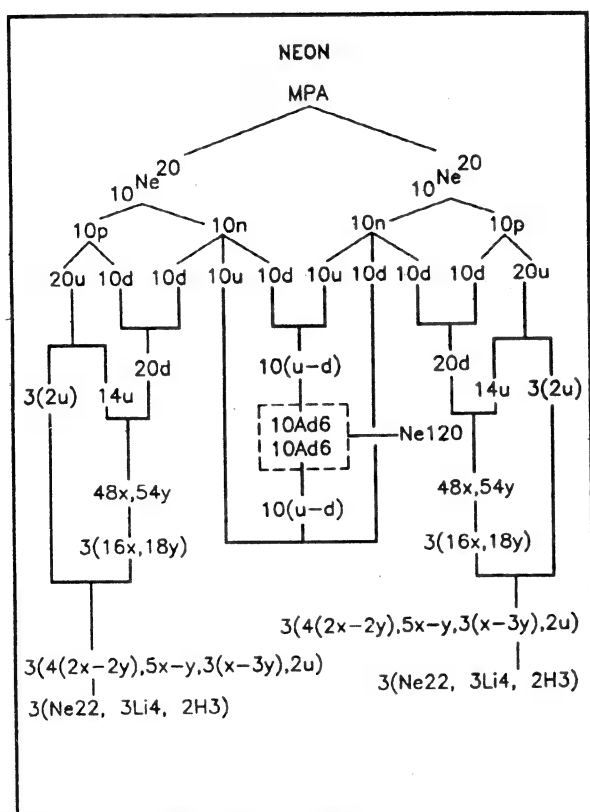 NEON
MPA
10Ne20 10Ne20
10p 10n 10n 10p
20u 10d 10d 10u 10d 10u 10d 10d 10d 20u
20d 20d
10(u-d)
3(2u) 14u 14u 3(2u)
10Ad6
10Ad6
Ne120
48x,54y 48x,54y
10(u-d)
3(16x,18y) 3(16x,18y)
3(4(2x-2y),5x-y,3(x-3y),2u)
3(4(2x-2y),5x-y,3(x-3y),2u)
3(Ne22, 3Li4, 2H3)
3(Ne22, 3Li4, 2H3)